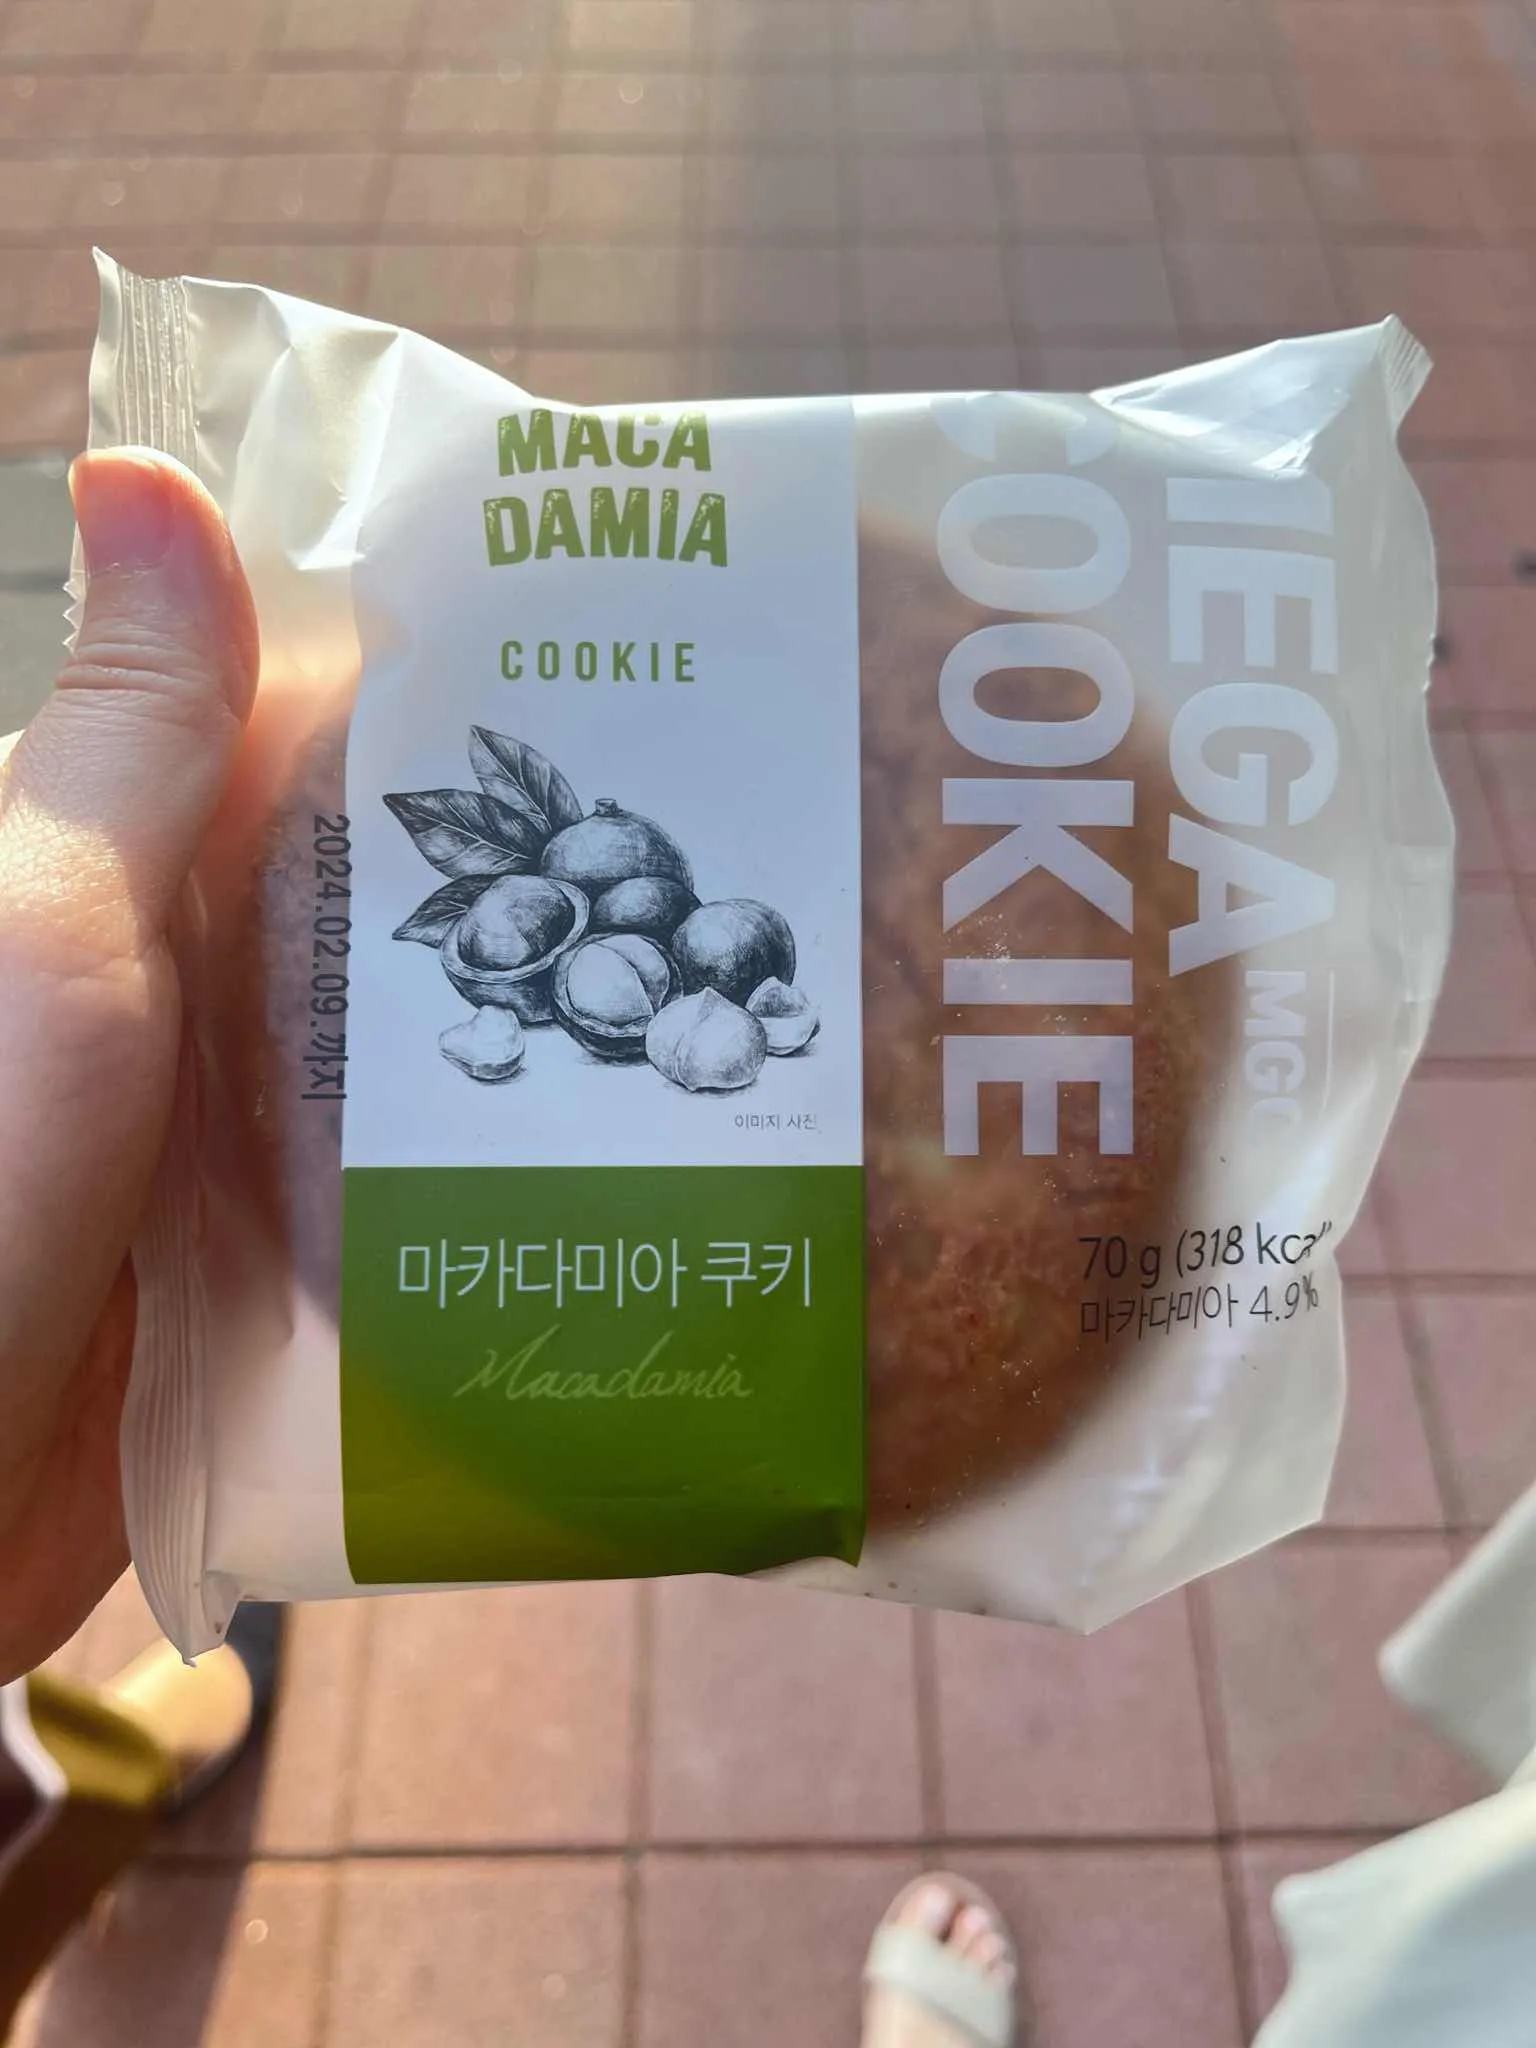 MACA
DAMIA
COOKIE
이미지 사진
마카다미아 쿠키
Macadamia
2024.02.09.까지
COOKIE
70 g (318 kcal)
마카다미아 4.9%